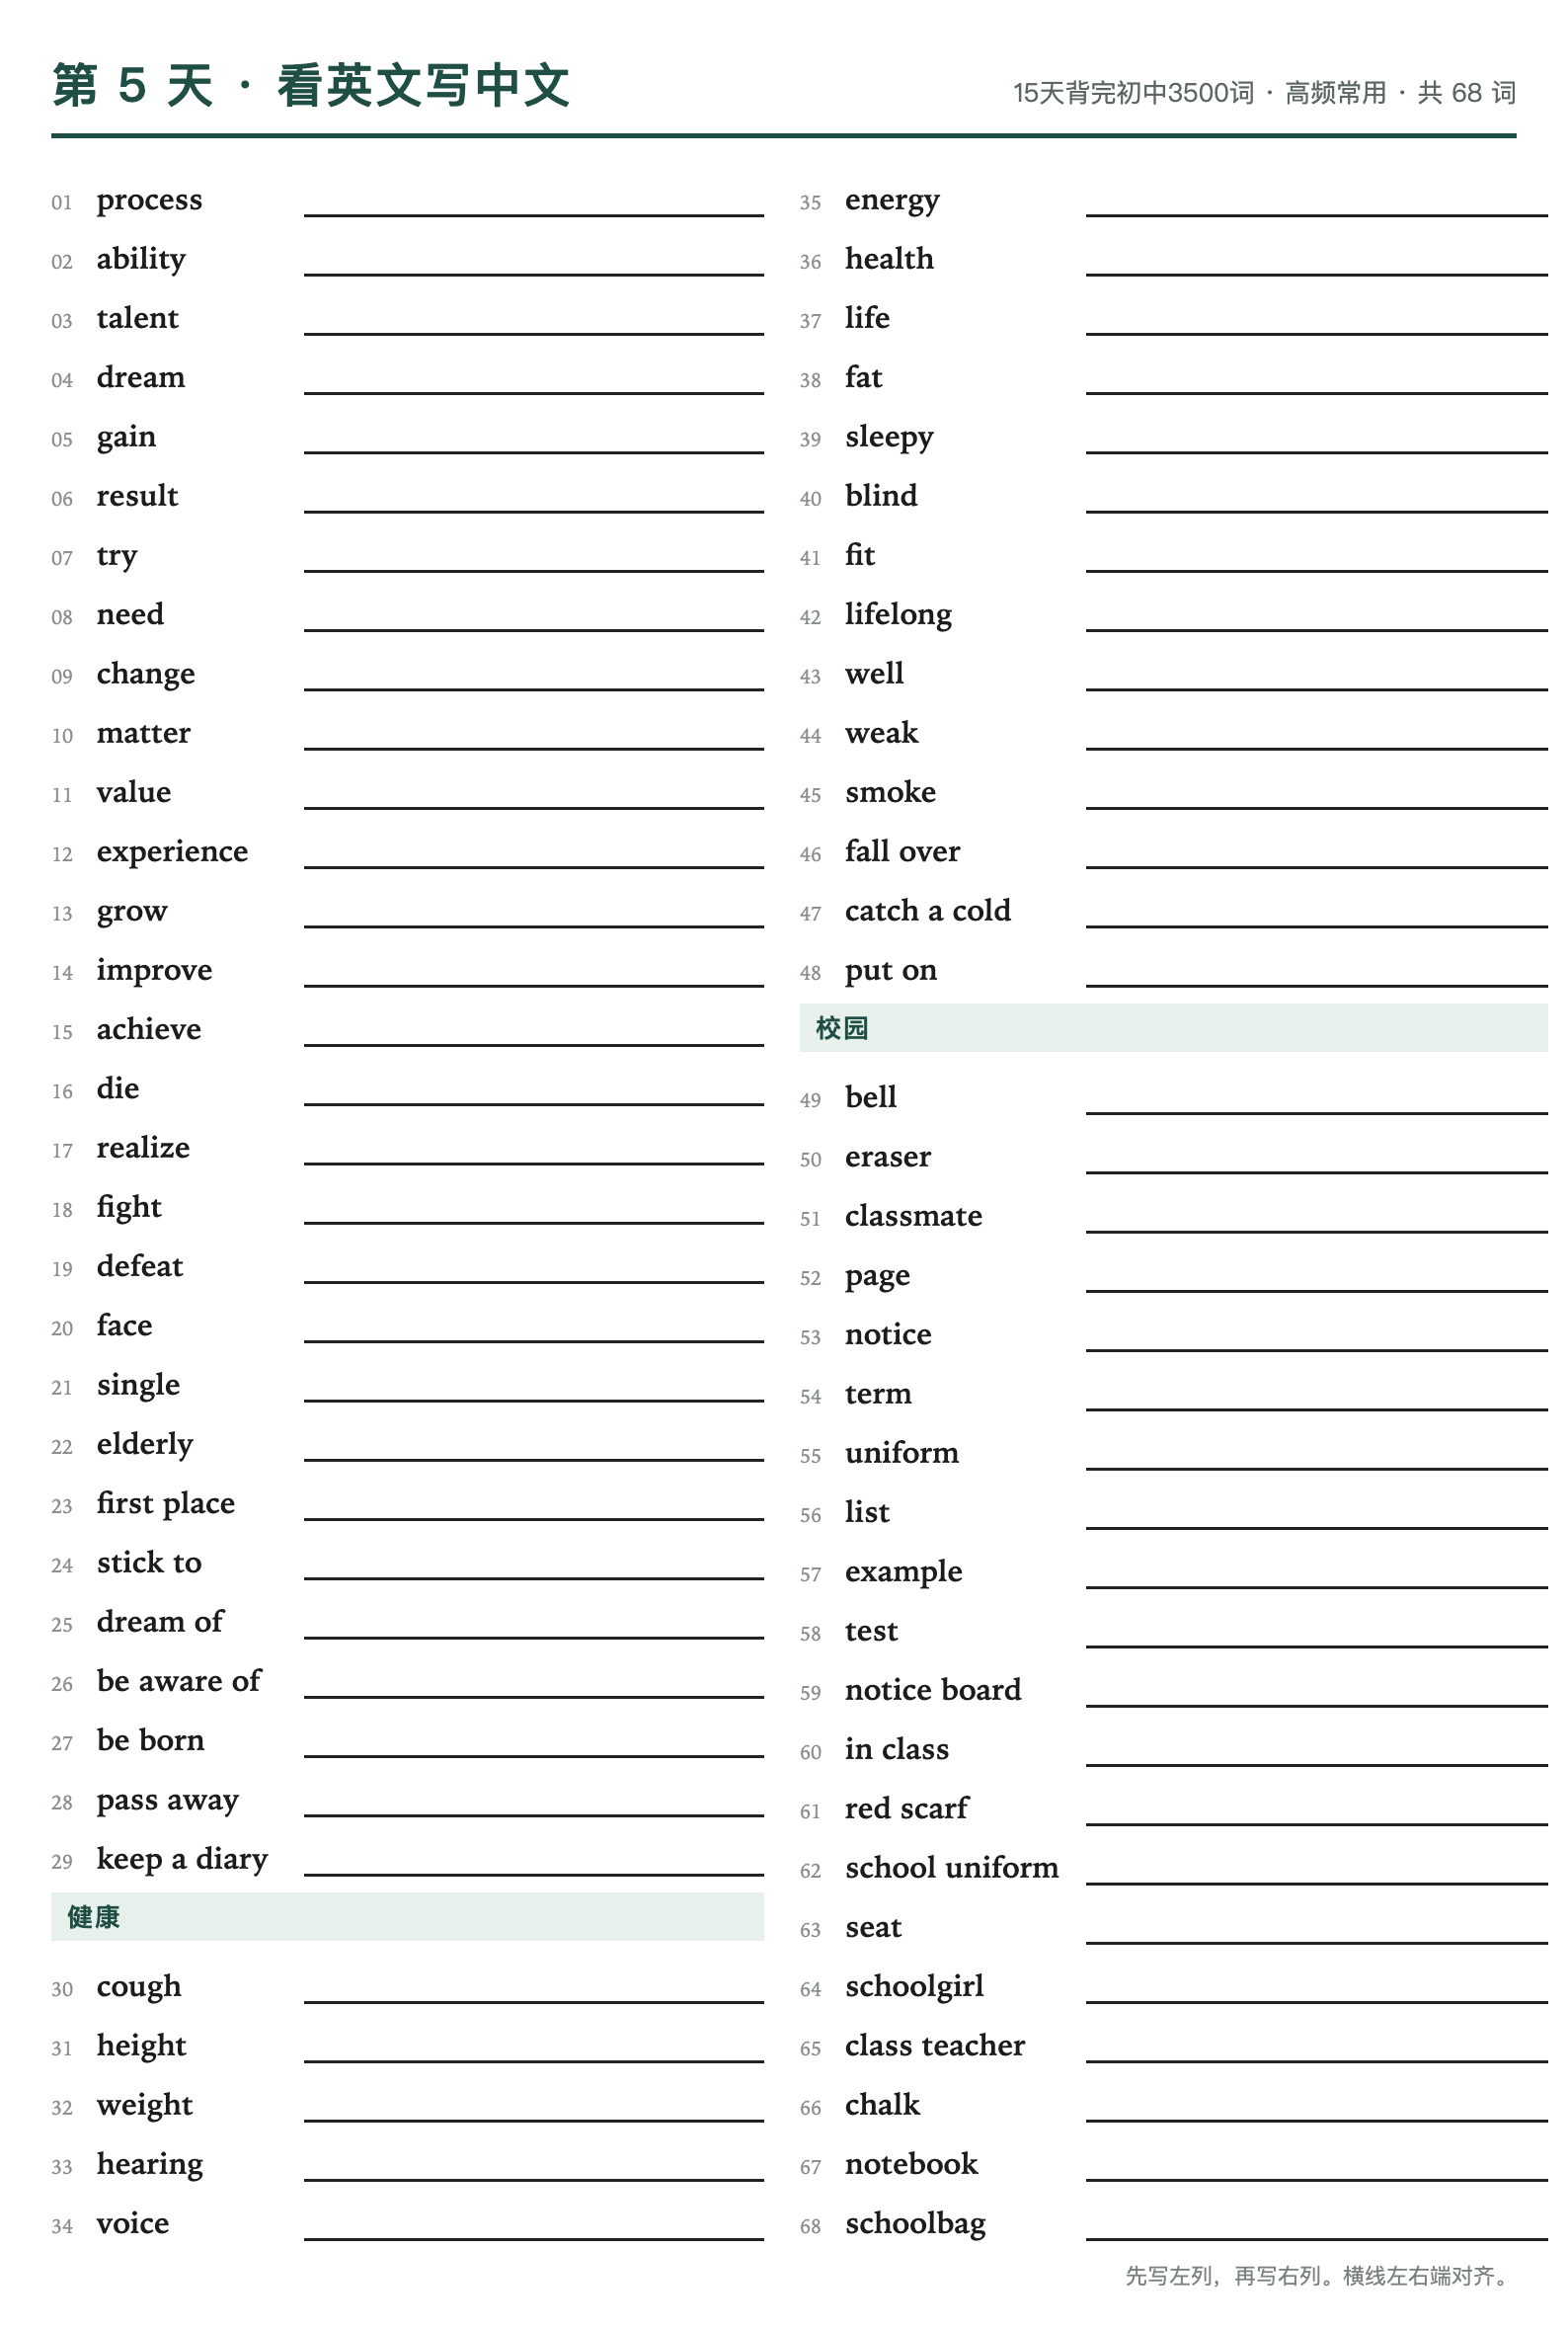 第 5 天 · 看英文写中文
15天背完初中3500词 · 高频常用 · 共 68 词
01 process
02 ability
03 talent
04 dream
05 gain
06 result
07 try
08 need
09 change
10 matter
11 value
12 experience
13 grow
14 improve
15 achieve
16 die
17 realize
18 fight
19 defeat
20 face
21 single
22 elderly
23 first place
24 stick to
25 dream of
26 be aware of
27 be born
28 pass away
29 keep a diary
健康
30 cough
31 height
32 weight
33 hearing
34 voice
35 energy
36 health
37 life
38 fat
39 sleepy
40 blind
41 fit
42 lifelong
43 well
44 weak
45 smoke
46 fall over
47 catch a cold
48 put on
校园
49 bell
50 eraser
51 classmate
52 page
53 notice
54 term
55 uniform
56 list
57 example
58 test
59 notice board
60 in class
61 red scarf
62 school uniform
63 seat
64 schoolgirl
65 class teacher
66 chalk
67 notebook
68 schoolbag
先写左列，再写右列。横线左右端对齐。